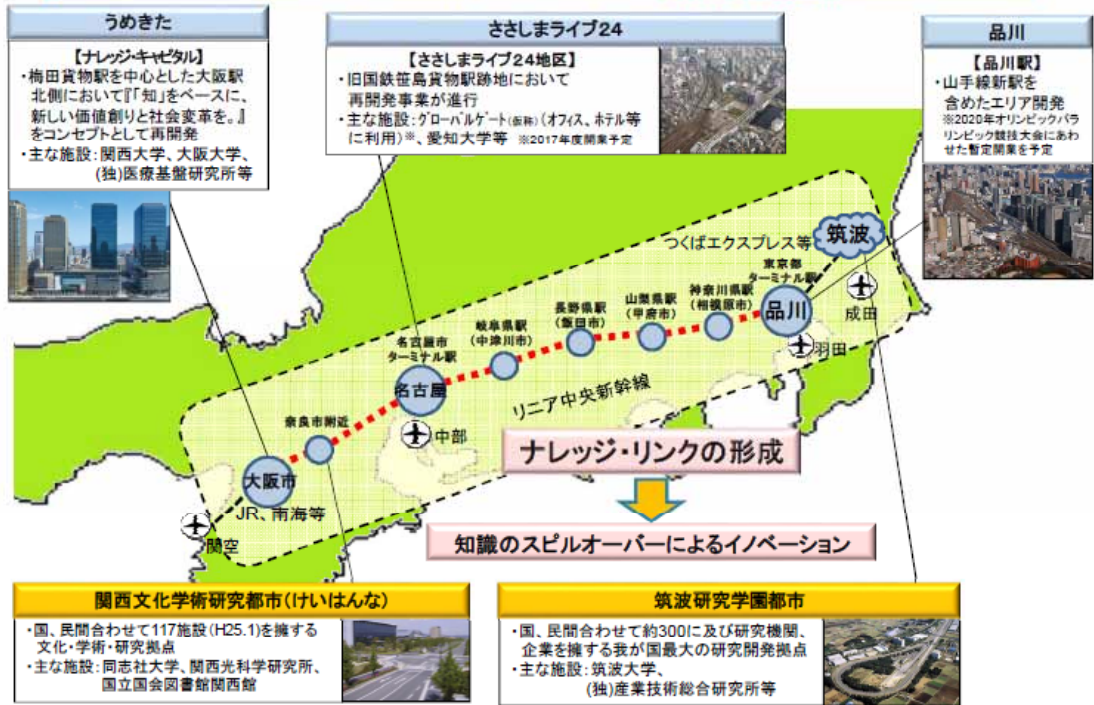 うめきた
【ナレッジ・キャピタル】
・梅田貨物駅を中心とした大阪駅
北側において『「知」をベースに、
新しい価値創りと社会変革を。』
をコンセプトとして再開発
・主な施設：関西大学、大阪大学、
(独)医療基盤研究所等
ささしまライブ24
【ささしまライブ24地区】
・旧国鉄笹島貨物駅跡地において
再開発事業が進行
・主な施設：グローバルゲート(仮称)(オフィス、ホテル等
に利用)※、愛知大学等 ※2017年度開業予定
品川
【品川駅】
・山手線新駅を
含めたエリア開発
※2020年オリンピックパラ
リンピック競技大会にあわ
せた暫定開業を予定
つくばエクスプレス等
筑波
東京都
ターミナル駅
品川
成田
羽田
神奈川県駅
(相模原市)
山梨県駅
(甲府市)
長野県駅
(飯田市)
岐阜県駅
(中津川市)
名古屋市
ターミナル駅
名古屋
中部
リニア中央新幹線
奈良市附近
大阪市
JR、南海等
関空
ナレッジ・リンクの形成
知識のスピルオーバーによるイノベーション
関西文化学術研究都市(けいはんな)
・国、民間合わせて117施設(H25.1)を擁する
文化・学術・研究拠点
・主な施設：同志社大学、関西光科学研究所、
国立国会図書館関西館
筑波研究学園都市
・国、民間合わせて約300に及び研究機関、
企業を擁する我が国最大の研究開発拠点
・主な施設：筑波大学、
(独)産業技術総合研究所等